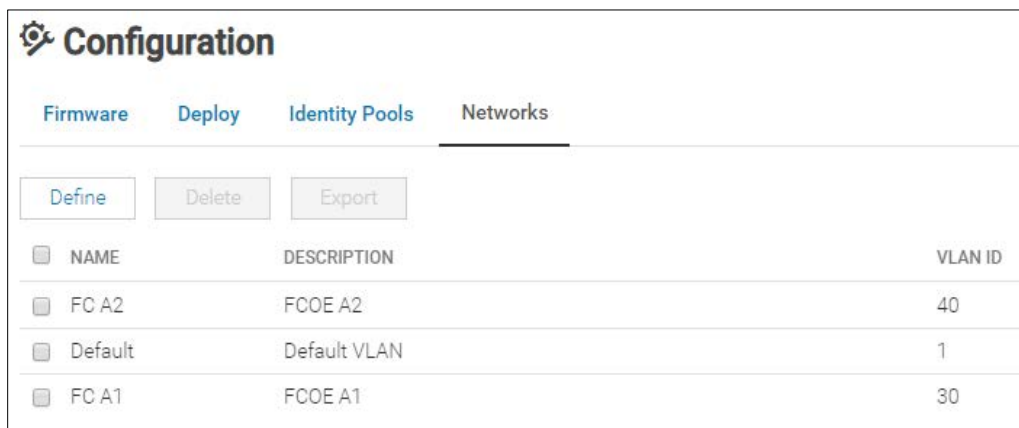 Configuration
Firmware Deploy Identity Pools Networks
Define Delete Export
NAME DESCRIPTION VLAN ID
FC A2 FCOE A2 40
Default Default VLAN 1
FC A1 FCOE A1 30